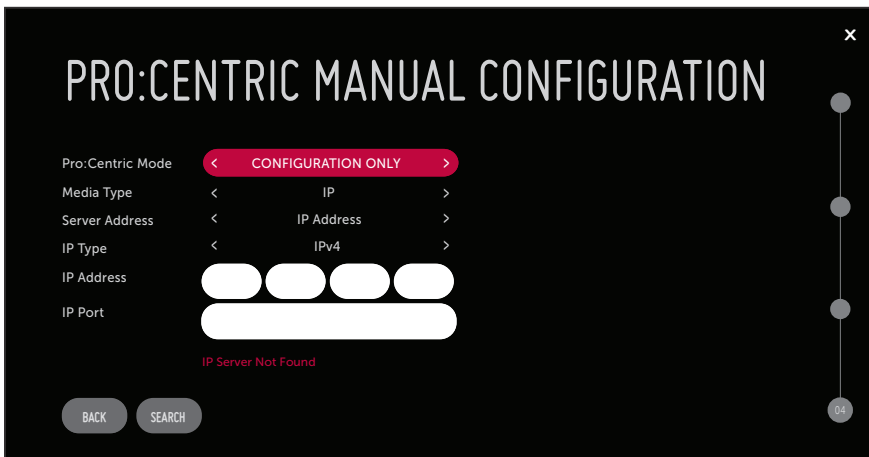 X
PRO:CENTRIC MANUAL CONFIGURATION
Pro:Centric Mode < CONFIGURATION ONLY >
Media Type < IP >
Server Address < IP Address >
IP Type < IPv4 >
IP Address
IP Port
IP Server Not Found
BACK SEARCH
04